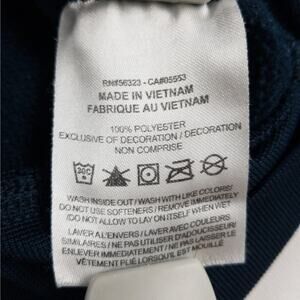 RN#56323 - CA#05553
MADE IN VIETNAM
FABRIQUE AU VIETNAM
100% POLYESTER
EXCLUSIVE OF DECORATION / DECORATION
NON COMPRISE
30C
WASH INSIDE OUT / WASH WITH LIKE COLORS/
DO NOT USE SOFTENERS / REMOVE IMMEDIATELY
/DO NOT ALLOW TO LAY ON ITSELF WHEN WET
LAVER A L'ENVERS / LAVER AVEC COULEURS
SIMILAIRES / NE PAS UTILISER D'ADOUCISSEUR/
ENLEVER IMMEDIATEMENT / NE PAS LAISSER LE
VÊTEMENT PLIÉ LORSQU'IL EST